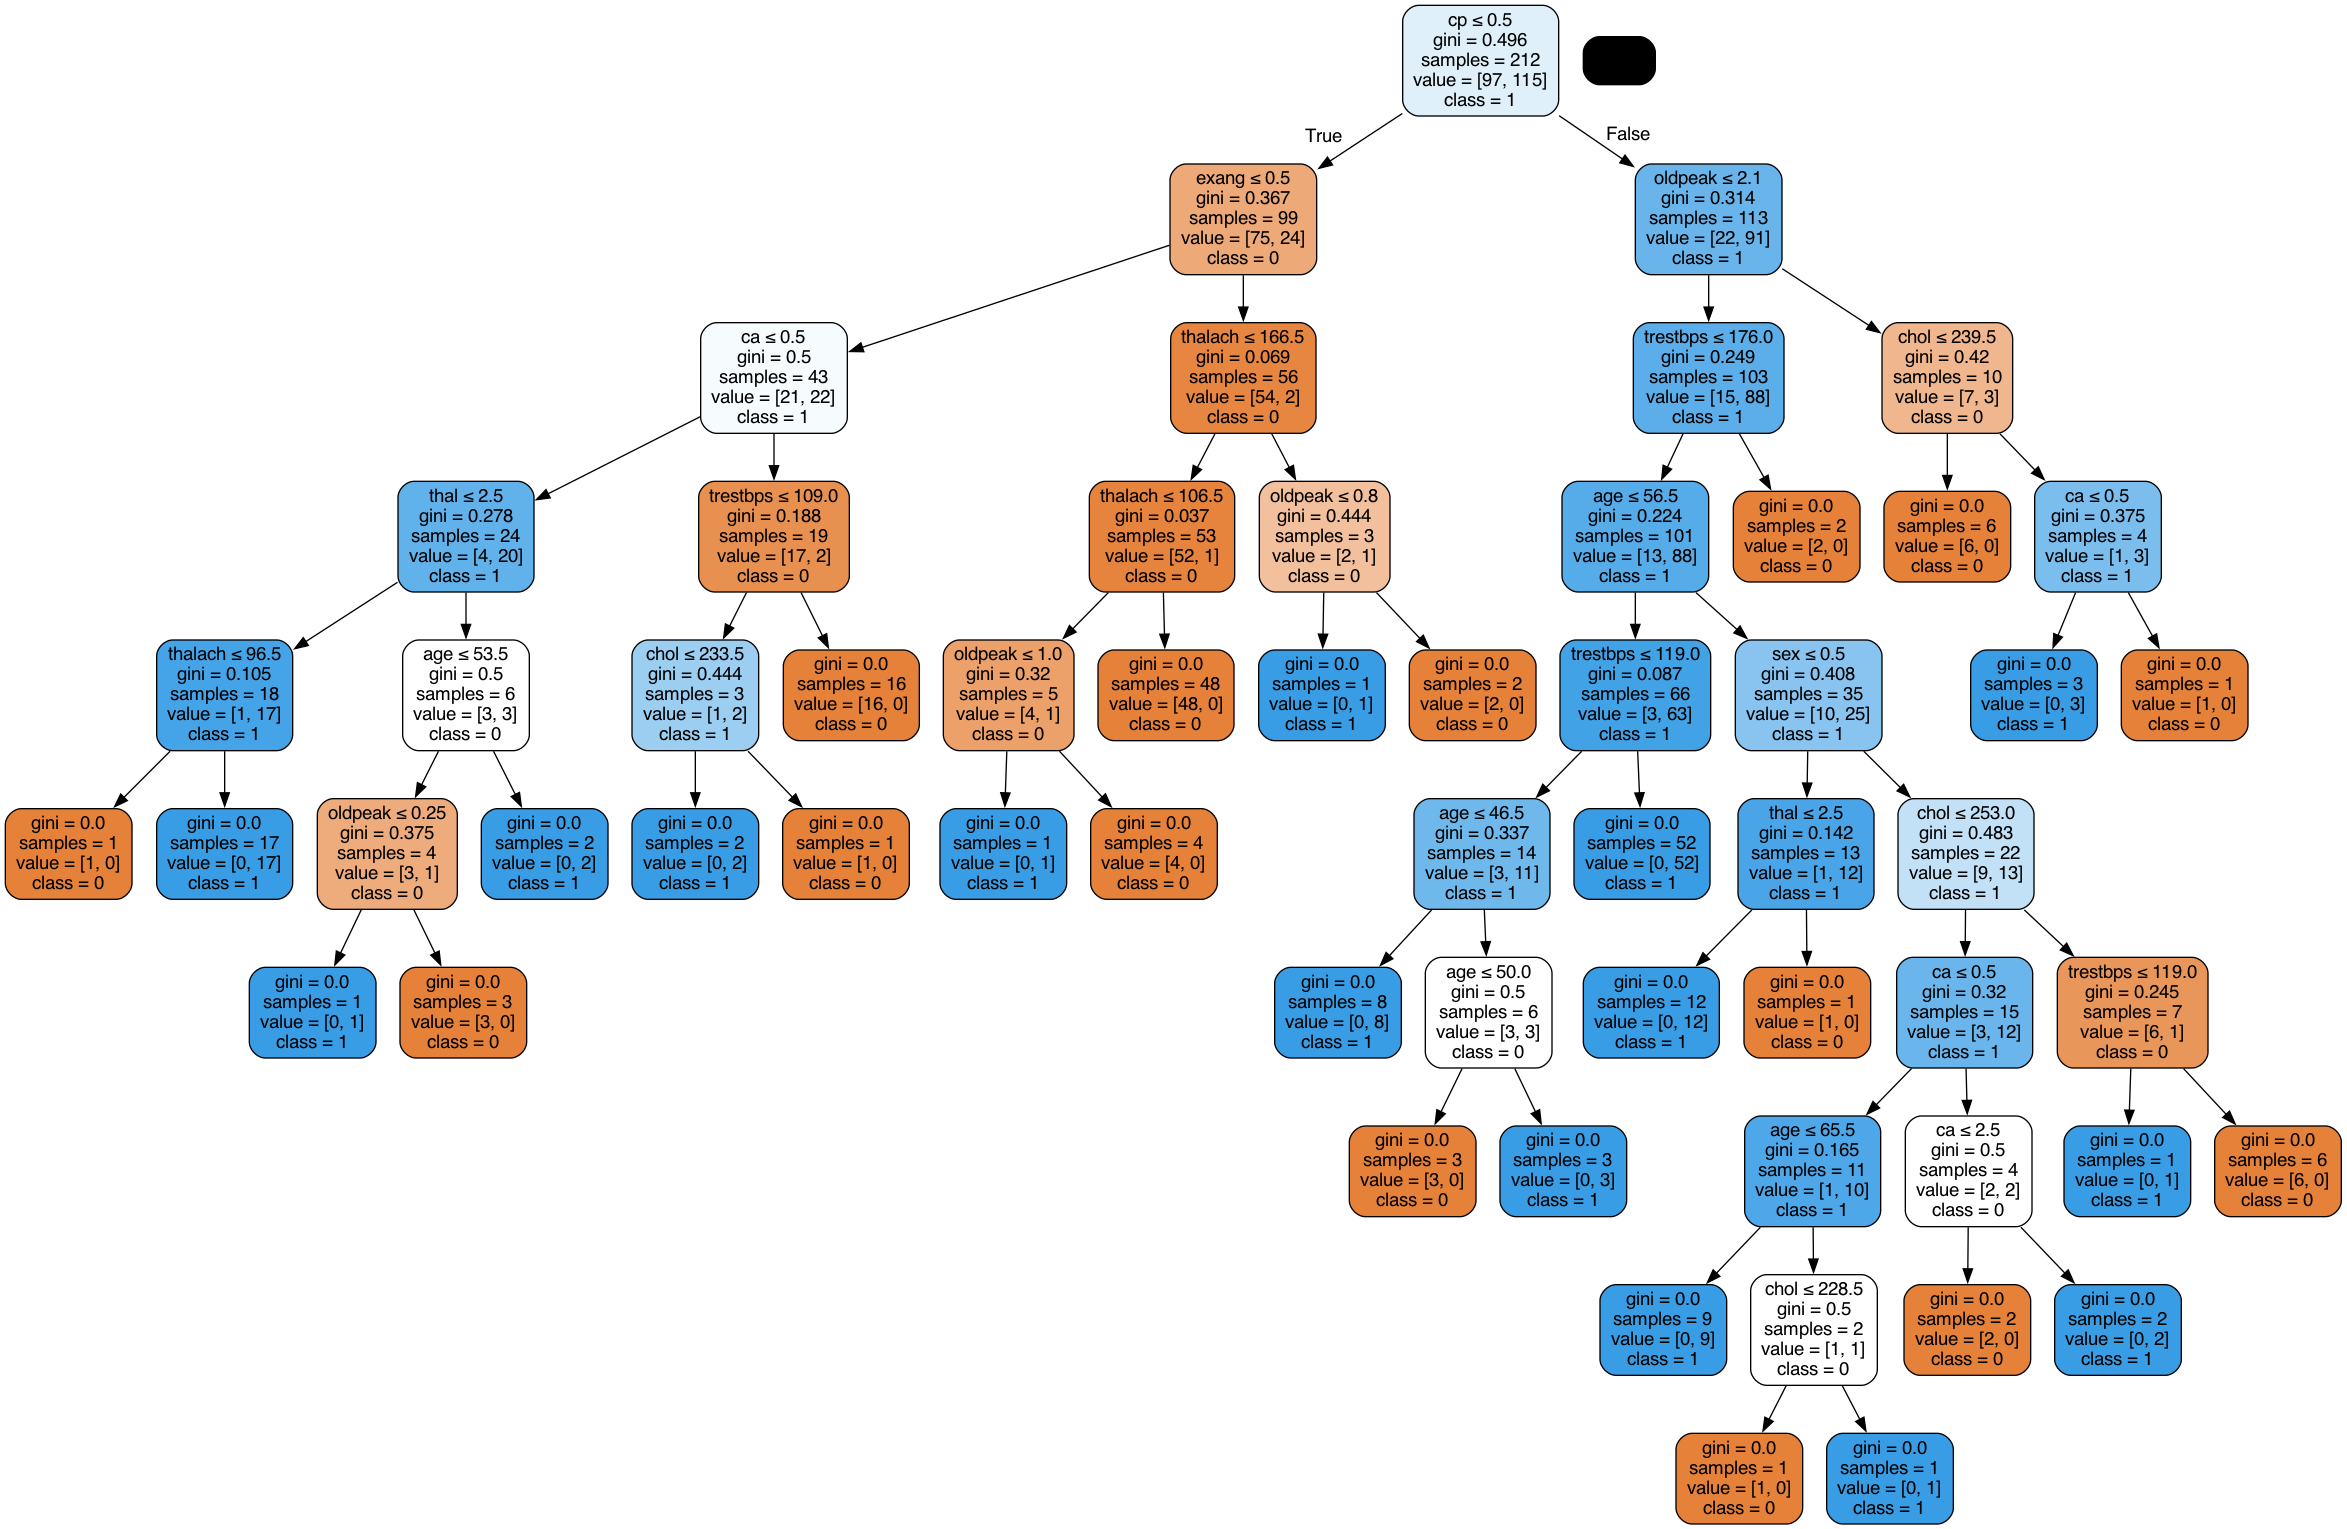 cp ≤ 0.5
gini = 0.496
samples = 212
value = [97, 115]
class = 1
True
False
exang ≤ 0.5
gini = 0.367
samples = 99
value = [75, 24]
class = 0
oldpeak ≤ 2.1
gini = 0.314
samples = 113
value = [22, 91]
class = 1
ca ≤ 0.5
gini = 0.5
samples = 43
value = [21, 22]
class = 1
thalach ≤ 166.5
gini = 0.069
samples = 56
value = [54, 2]
class = 0
trestbps ≤ 176.0
gini = 0.249
samples = 103
value = [15, 88]
class = 1
chol ≤ 239.5
gini = 0.42
samples = 10
value = [7, 3]
class = 0
thal ≤ 2.5
gini = 0.278
samples = 24
value = [4, 20]
class = 1
trestbps ≤ 109.0
gini = 0.188
samples = 19
value = [17, 2]
class = 0
thalach ≤ 106.5
gini = 0.037
samples = 53
value = [52, 1]
class = 0
oldpeak ≤ 0.8
gini = 0.444
samples = 3
value = [2, 1]
class = 0
age ≤ 56.5
gini = 0.224
samples = 101
value = [13, 88]
class = 1
gini = 0.0
samples = 2
value = [2, 0]
class = 0
gini = 0.0
samples = 6
value = [6, 0]
class = 0
ca ≤ 0.5
gini = 0.375
samples = 4
value = [1, 3]
class = 1
thalach ≤ 96.5
gini = 0.105
samples = 18
value = [1, 17]
class = 1
age ≤ 53.5
gini = 0.5
samples = 6
value = [3, 3]
class = 0
chol ≤ 233.5
gini = 0.444
samples = 3
value = [1, 2]
class = 1
gini = 0.0
samples = 16
value = [16, 0]
class = 0
oldpeak ≤ 1.0
gini = 0.32
samples = 5
value = [4, 1]
class = 0
gini = 0.0
samples = 48
value = [48, 0]
class = 0
gini = 0.0
samples = 1
value = [0, 1]
class = 1
gini = 0.0
samples = 2
value = [2, 0]
class = 0
trestbps ≤ 119.0
gini = 0.087
samples = 66
value = [3, 63]
class = 1
sex ≤ 0.5
gini = 0.408
samples = 35
value = [10, 25]
class = 1
gini = 0.0
samples = 3
value = [0, 3]
class = 1
gini = 0.0
samples = 1
value = [1, 0]
class = 0
gini = 0.0
samples = 1
value = [1, 0]
class = 0
gini = 0.0
samples = 17
value = [0, 17]
class = 1
oldpeak ≤ 0.25
gini = 0.375
samples = 4
value = [3, 1]
class = 0
gini = 0.0
samples = 2
value = [0, 2]
class = 1
gini = 0.0
samples = 2
value = [0, 2]
class = 1
gini = 0.0
samples = 1
value = [1, 0]
class = 0
gini = 0.0
samples = 1
value = [0, 1]
class = 1
gini = 0.0
samples = 4
value = [4, 0]
class = 0
age ≤ 46.5
gini = 0.337
samples = 14
value = [3, 11]
class = 1
gini = 0.0
samples = 52
value = [0, 52]
class = 1
thal ≤ 2.5
gini = 0.142
samples = 13
value = [1, 12]
class = 1
chol ≤ 253.0
gini = 0.483
samples = 22
value = [9, 13]
class = 1
gini = 0.0
samples = 1
value = [0, 1]
class = 1
gini = 0.0
samples = 3
value = [3, 0]
class = 0
gini = 0.0
samples = 8
value = [0, 8]
class = 1
age ≤ 50.0
gini = 0.5
samples = 6
value = [3, 3]
class = 0
gini = 0.0
samples = 12
value = [0, 12]
class = 1
gini = 0.0
samples = 1
value = [1, 0]
class = 0
ca ≤ 0.5
gini = 0.32
samples = 15
value = [3, 12]
class = 1
trestbps ≤ 119.0
gini = 0.245
samples = 7
value = [6, 1]
class = 0
gini = 0.0
samples = 3
value = [3, 0]
class = 0
gini = 0.0
samples = 3
value = [0, 3]
class = 1
age ≤ 65.5
gini = 0.165
samples = 11
value = [1, 10]
class = 1
ca ≤ 2.5
gini = 0.5
samples = 4
value = [2, 2]
class = 0
gini = 0.0
samples = 1
value = [0, 1]
class = 1
gini = 0.0
samples = 6
value = [6, 0]
class = 0
gini = 0.0
samples = 9
value = [0, 9]
class = 1
chol ≤ 228.5
gini = 0.5
samples = 2
value = [1, 1]
class = 0
gini = 0.0
samples = 2
value = [2, 0]
class = 0
gini = 0.0
samples = 2
value = [0, 2]
class = 1
gini = 0.0
samples = 1
value = [1, 0]
class = 0
gini = 0.0
samples = 1
value = [0, 1]
class = 1